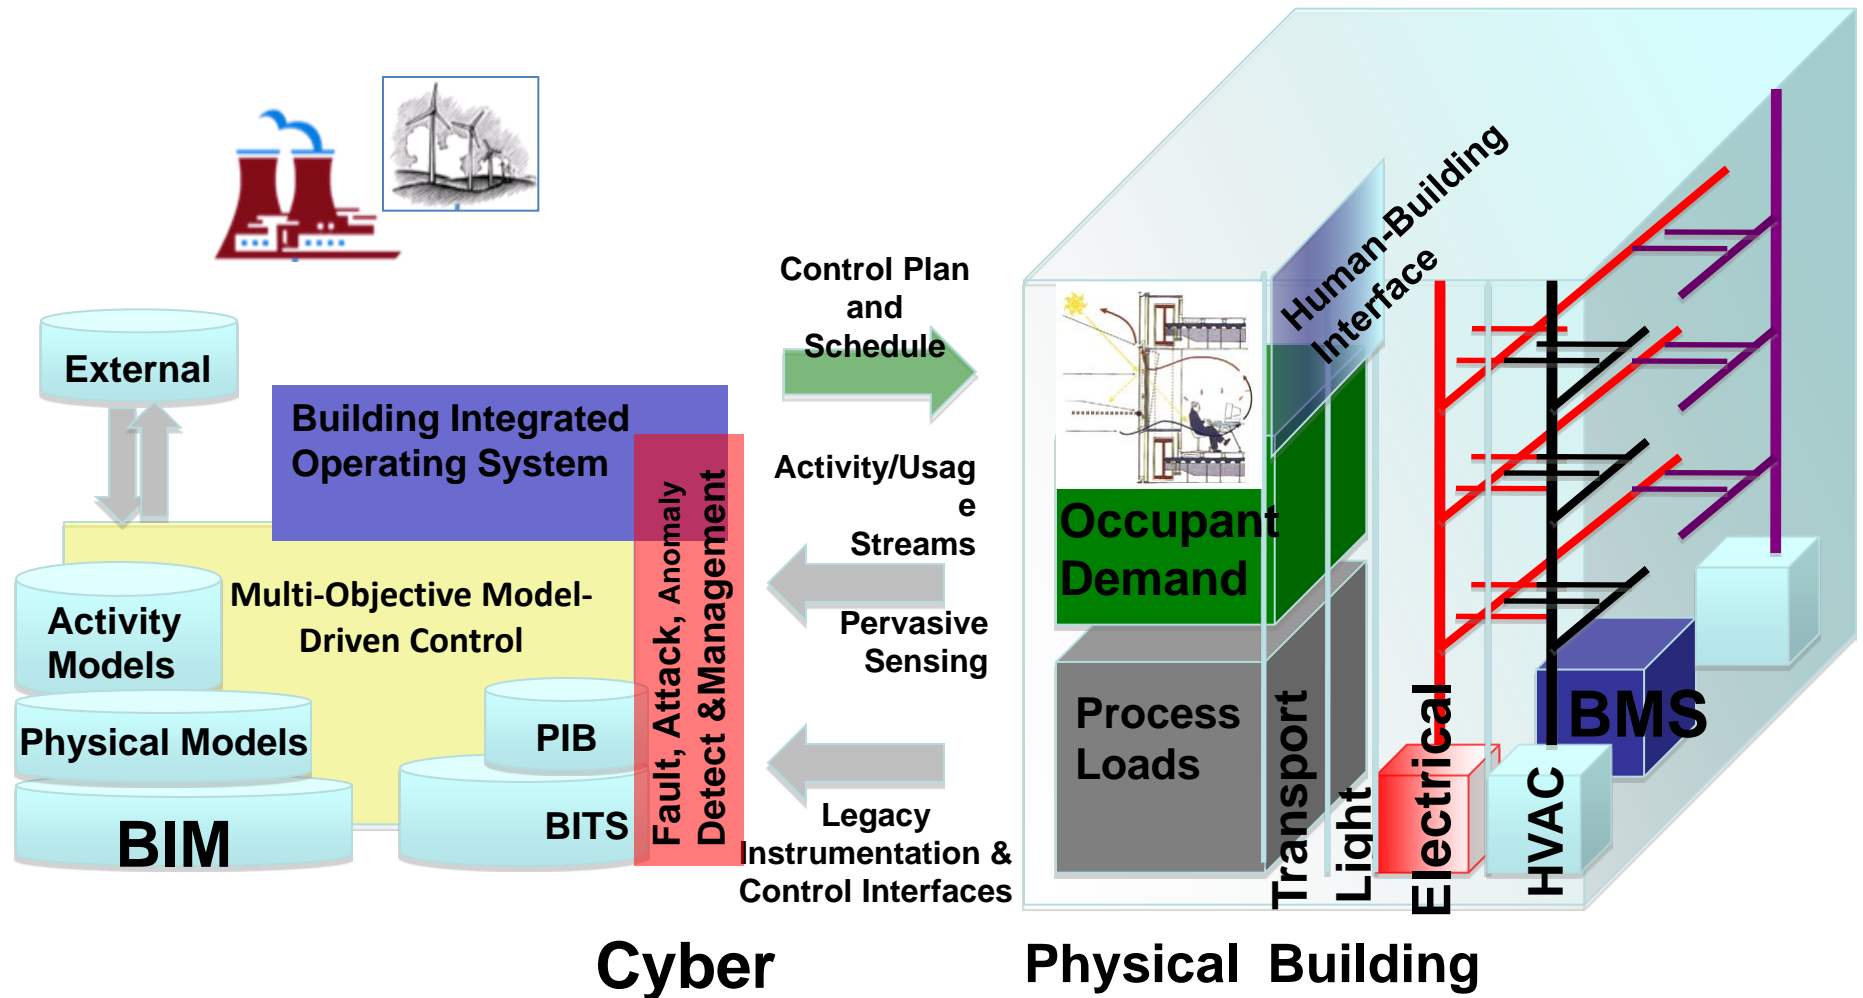 External
Building Integrated
Operating System
Multi-Objective Model-
Driven Control
Activity
Models
Physical Models
BIM
PIB
BITS
Fault, Attack, Anomaly
Detect &Management
Control Plan
and
Schedule
Activity/Usag
e
Streams
Pervasive
Sensing
Legacy
Instrumentation &
Control Interfaces
Human-Building
Interface
Occupant
Demand
Process
Loads
Transport
Light
Electrical
HVAC
BMS
Cyber
Physical Building